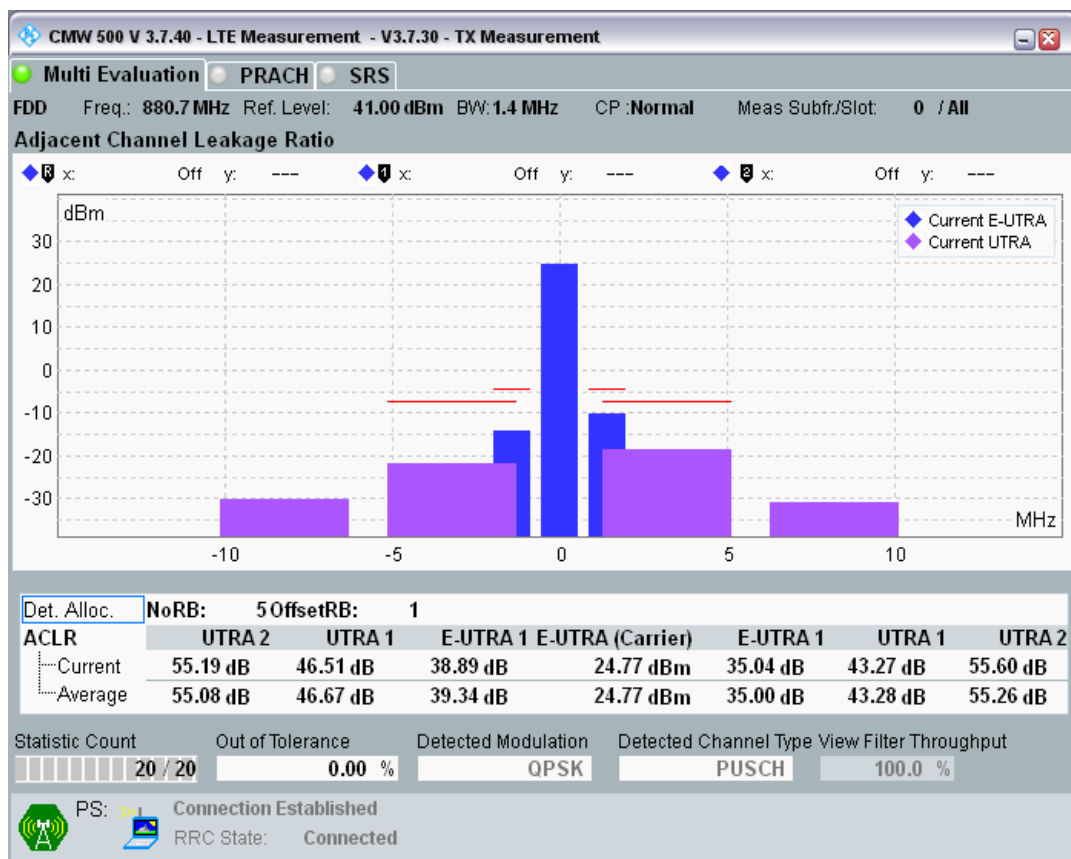 CMW 500 V 3.7.40 - LTE Measurement - V3.7.30 - TX Measurement
Multi Evaluation PRACH SRS
FDD Freq.: 880.7 MHz Ref. Level: 41.00 dBm BW: 1.4 MHz CP :Normal Meas Subfr./Slot: 0 / All
Adjacent Channel Leakage Ratio
R x: Off y: --- 1 x: Off y: --- 2 x: Off y: ---
dBm
Current E-UTRA
Current UTRA
30
20
10
0
-10
-20
-30
MHz
-10 -5 0 5 10
Det. Alloc. NoRB: 5 OffsetRB: 1
ACLR UTRA 2 UTRA 1 E-UTRA 1 E-UTRA (Carrier) E-UTRA 1 UTRA 1 UTRA 2
Current 55.19 dB 46.51 dB 38.89 dB 24.77 dBm 35.04 dB 43.27 dB 55.60 dB
Average 55.08 dB 46.67 dB 39.34 dB 24.77 dBm 35.00 dB 43.28 dB 55.26 dB
Statistic Count Out of Tolerance Detected Modulation Detected Channel Type View Filter Throughput
20 / 20 0.00 % QPSK PUSCH 100.0 %
PS: Connection Established
RRC State: Connected